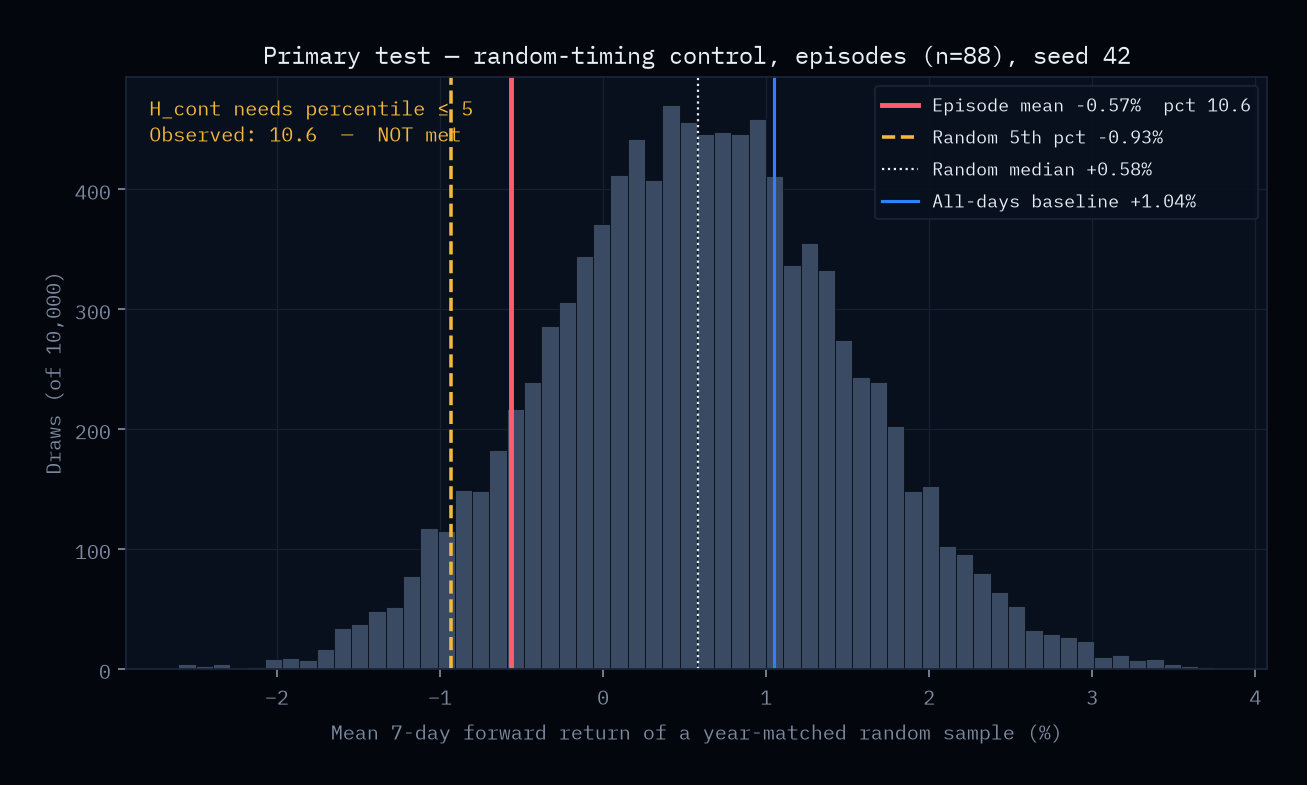 Primary test — random-timing control, episodes (n=88), seed 42
H_cont needs percentile ≤ 5
Observed: 10.6  —  NOT met
Episode mean -0.57%  pct 10.6
Random 5th pct -0.93%
Random median +0.58%
All-days baseline +1.04%
Draws (of 10,000)
400
300
200
100
0
−2
−1
0
1
2
3
4
Mean 7-day forward return of a year-matched random sample (%)